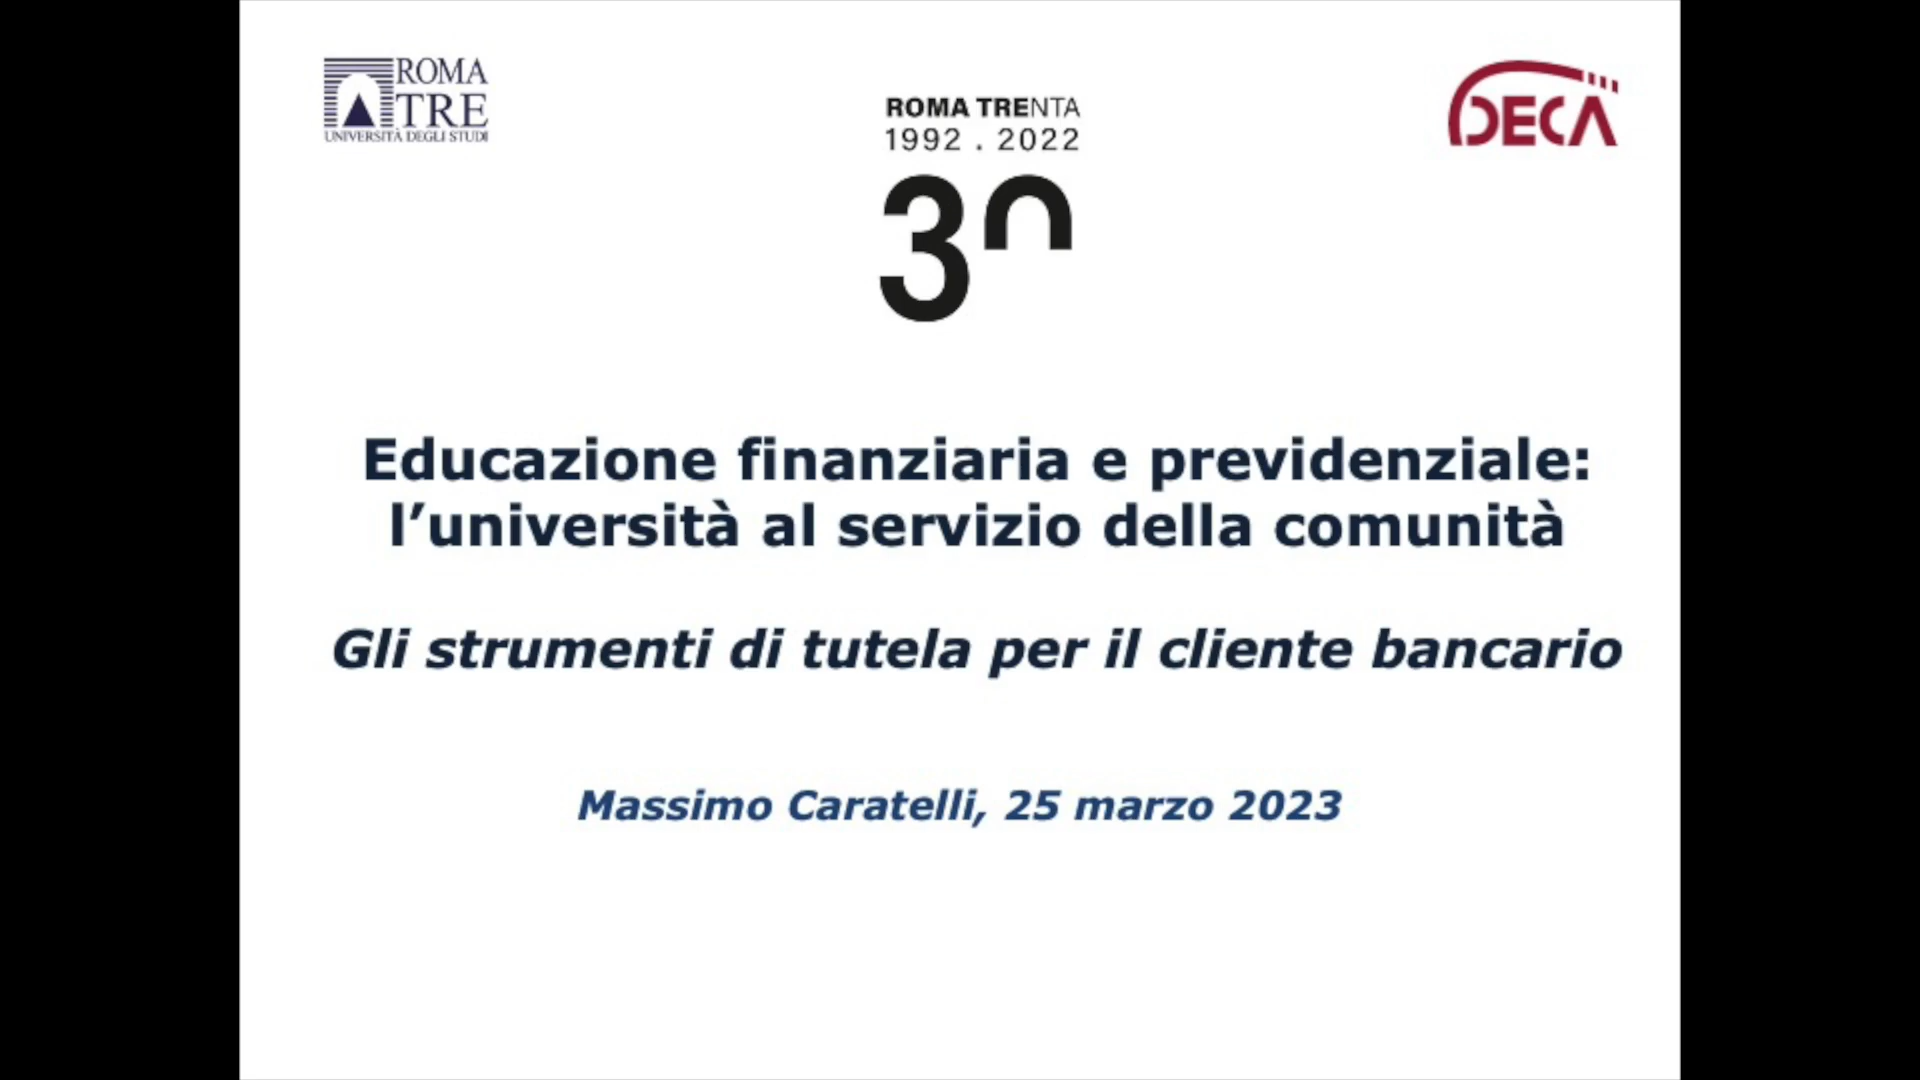 ROMA
TRE
UNIVERSITÀ DEGLI STUDI
ROMA TRENTA
1992 . 2022
30
DECA
Educazione finanziaria e previdenziale:
l’università al servizio della comunità
Gli strumenti di tutela per il cliente bancario
Massimo Caratelli, 25 marzo 2023